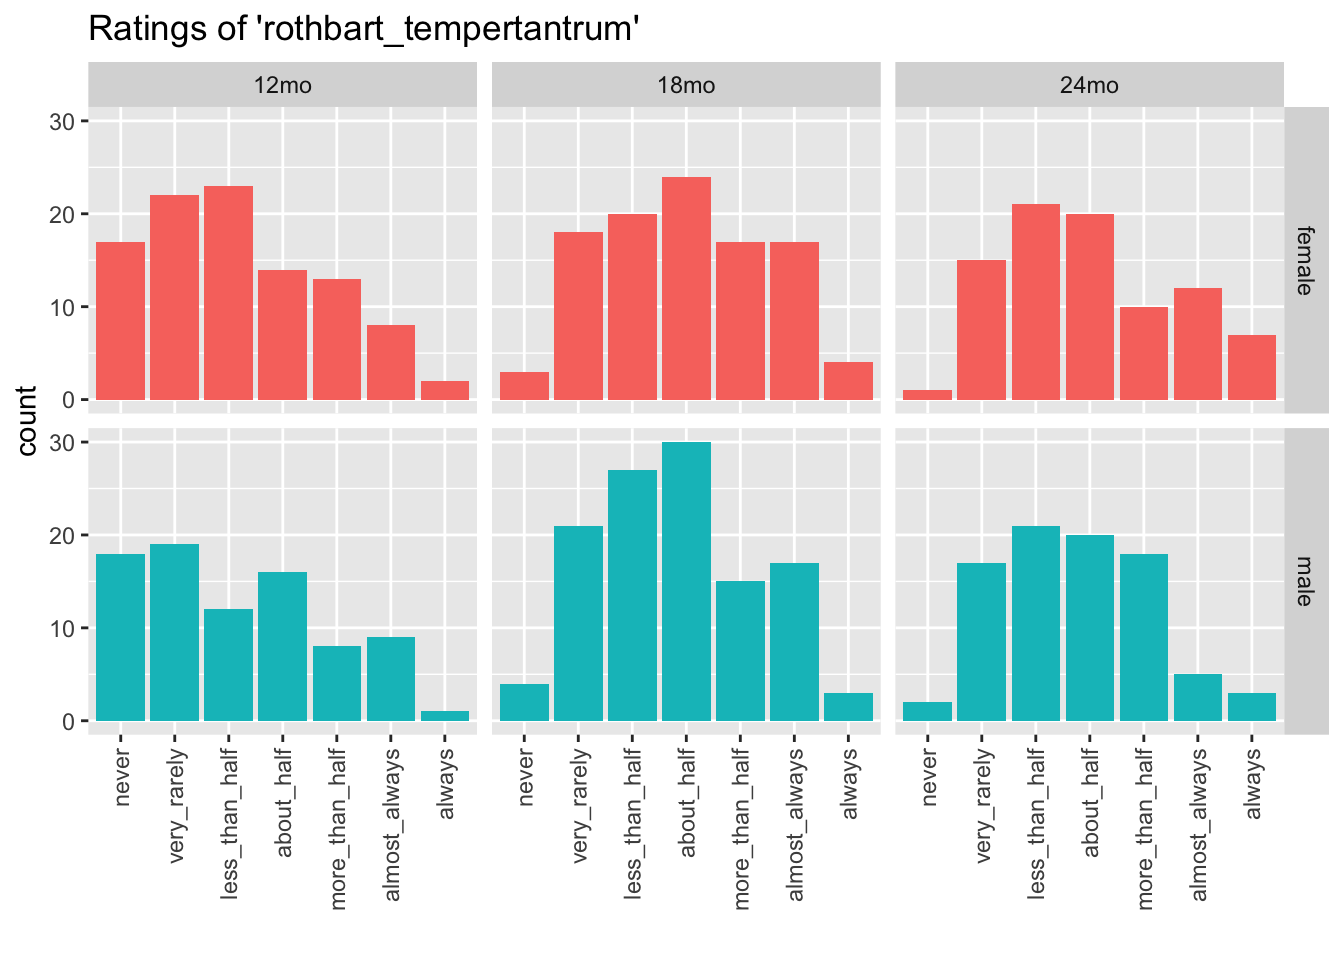 Ratings of 'rothbart_tempertantrum'
12mo
18mo
24mo
count
30
20
10
0
female
30
20
10
0
male
never
very_rarely
less_than_half
about_half
more_than_half
almost_always
always
never
very_rarely
less_than_half
about_half
more_than_half
almost_always
always
never
very_rarely
less_than_half
about_half
more_than_half
almost_always
always